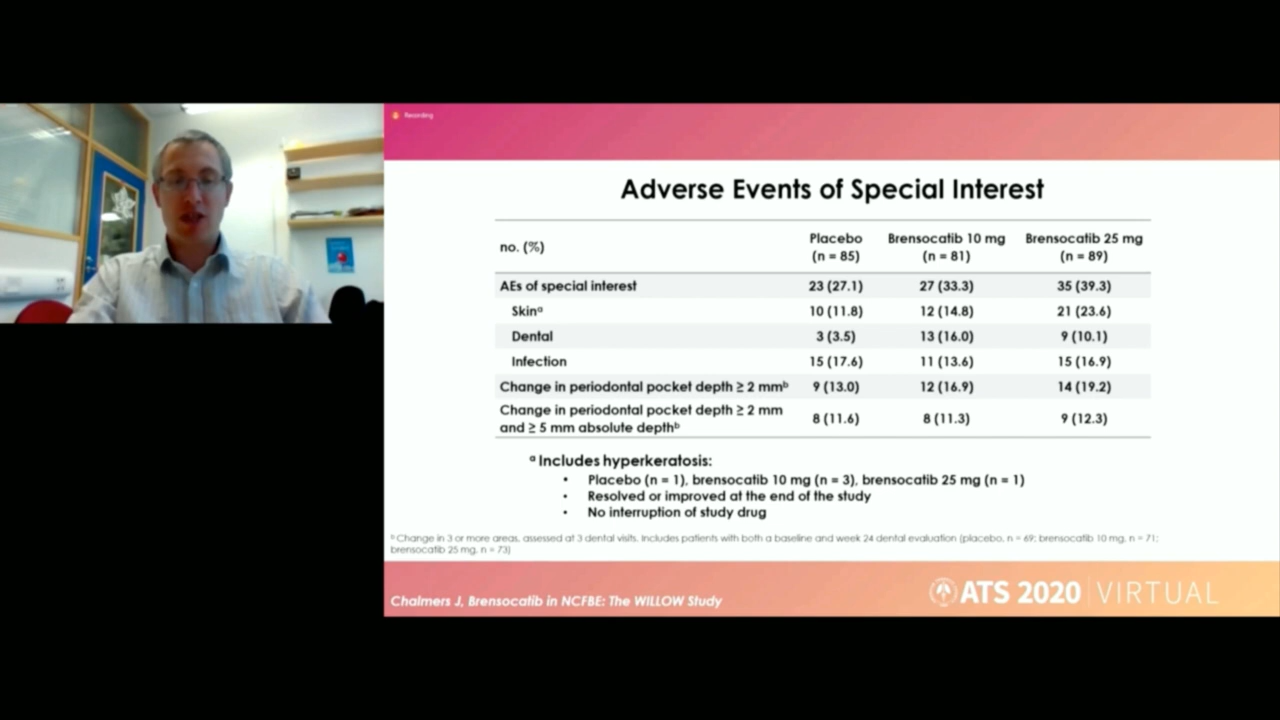 Recording
Adverse Events of Special Interest
no. (%) Placebo (n = 85) Brensocatib 10 mg (n = 81) Brensocatib 25 mg (n = 89)
AEs of special interest 23 (27.1) 27 (33.3) 35 (39.3)
Skinᵃ 10 (11.8) 12 (14.8) 21 (23.6)
Dental 3 (3.5) 13 (16.0) 9 (10.1)
Infection 15 (17.6) 11 (13.6) 15 (16.9)
Change in periodontal pocket depth ≥ 2 mmᵇ 9 (13.0) 12 (16.9) 14 (19.2)
Change in periodontal pocket depth ≥ 2 mm
and ≥ 5 mm absolute depthᵇ 8 (11.6) 8 (11.3) 9 (12.3)
ᵃ Includes hyperkeratosis:
• Placebo (n = 1), brensocatib 10 mg (n = 3), brensocatib 25 mg (n = 1)
• Resolved or improved at the end of the study
• No interruption of study drug
ᵇ Change in 3 or more areas, assessed at 3 dental visits. Includes patients with both a baseline and week 24 dental evaluation (placebo, n = 69; brensocatib 10 mg, n = 71;
brensocatib 25 mg, n = 73)
Chalmers J, Brensocatib in NCFBE: The WILLOW Study
ATS 2020 | VIRTUAL